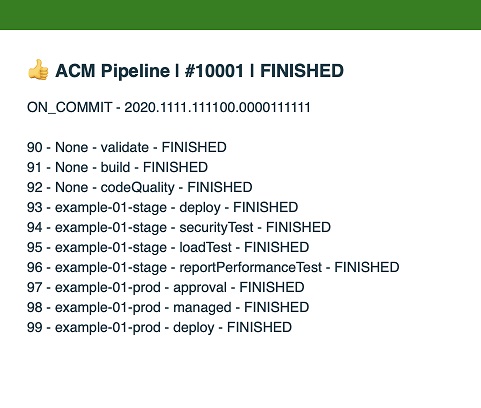 👍 ACM Pipeline | #10001 | FINISHED
ON_COMMIT - 2020.1111.111100.0000111111
90 - None - validate - FINISHED
91 - None - build - FINISHED
92 - None - codeQuality - FINISHED
93 - example-01-stage - deploy - FINISHED
94 - example-01-stage - securityTest - FINISHED
95 - example-01-stage - loadTest - FINISHED
96 - example-01-stage - reportPerformanceTest - FINISHED
97 - example-01-prod - approval - FINISHED
98 - example-01-prod - managed - FINISHED
99 - example-01-prod - deploy - FINISHED